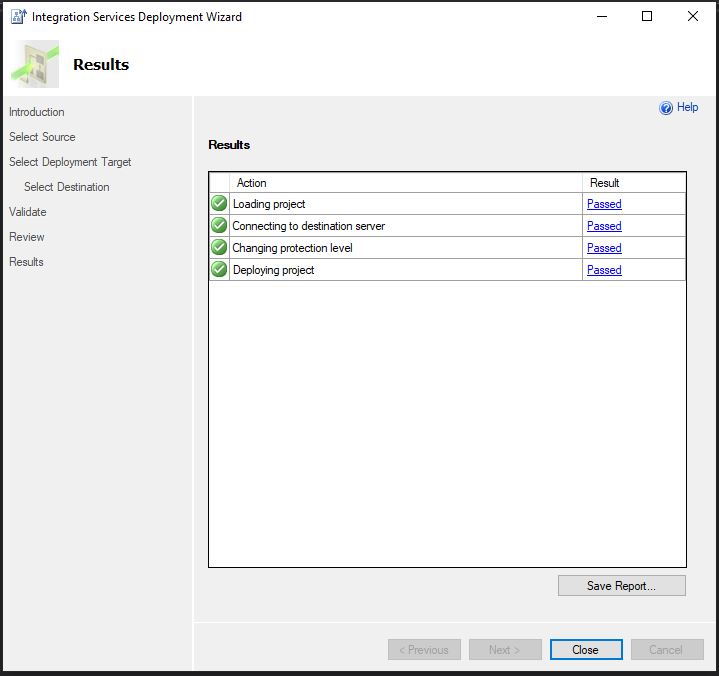 Integration Services Deployment Wizard
Results
Help
Introduction
Select Source
Select Deployment Target
Select Destination
Validate
Review
Results
Results
Action Result
Loading project Passed
Connecting to destination server Passed
Changing protection level Passed
Deploying project Passed
Save Report...
< Previous Next > Close Cancel